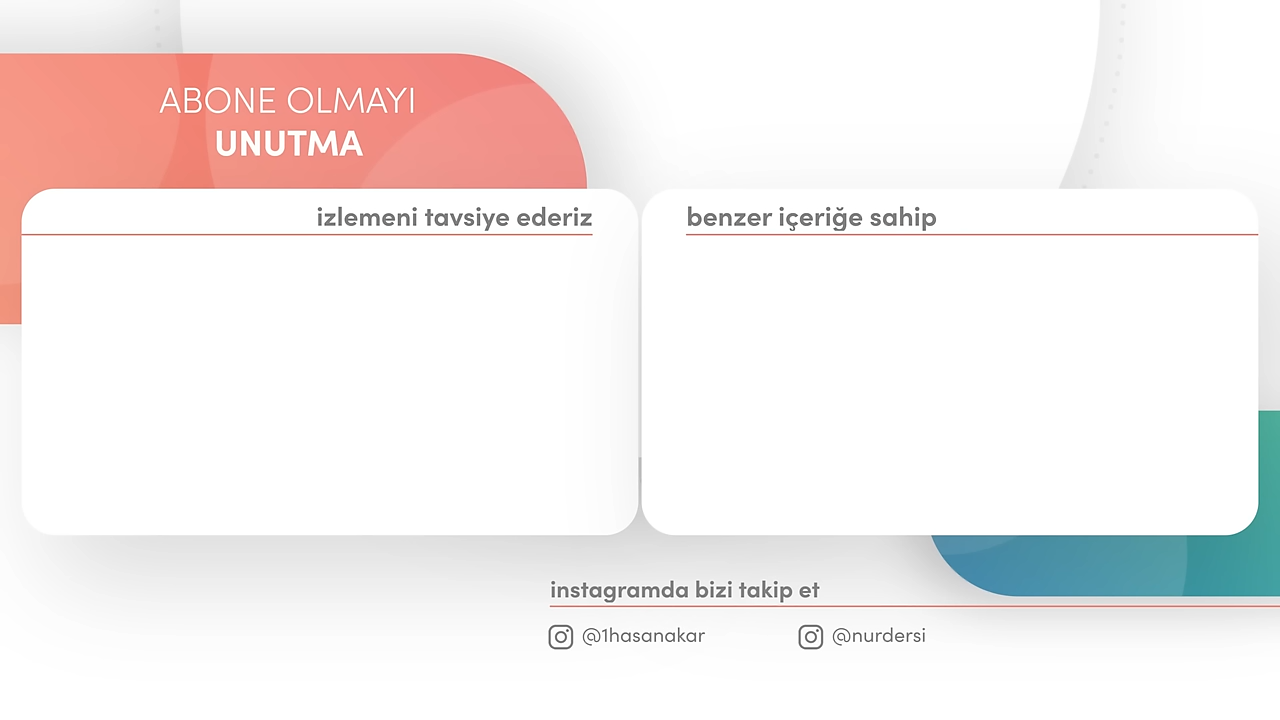 ABONE OLMAYI
UNUTMA
izlemeni tavsiye ederiz
benzer içeriğe sahip
instagramda bizi takip et
@1hasanakar
@nurdersi